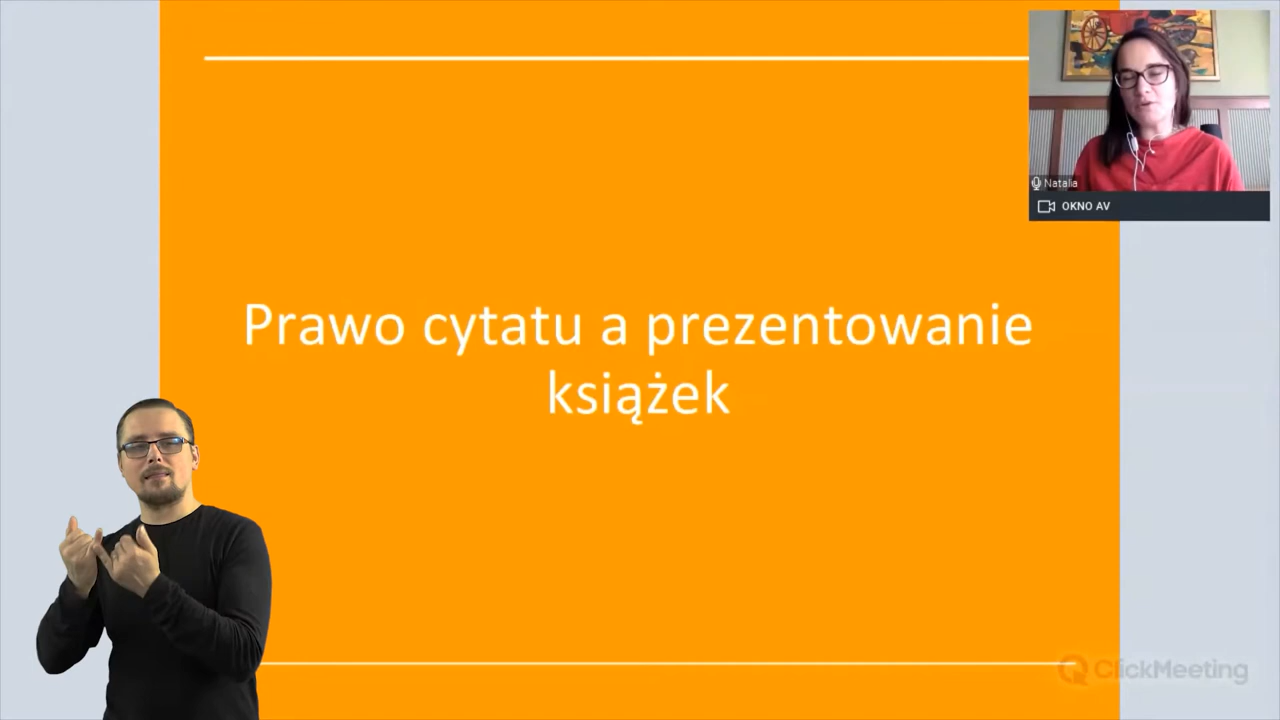 Natalia
OKNO AV
Prawo cytatu a prezentowanie
książek
ClickMeeting